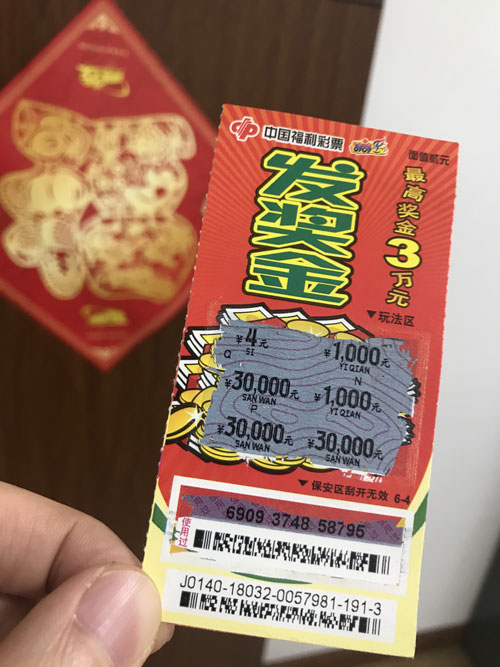 中国福利彩票
面值贰元
发奖金
最高奖金3万元
▼玩法区
¥4元
SI
¥1,000元
YI QIAN
Q
N
¥30,000元
SAN WAN
¥1,000元
YI QIAN
P
¥30,000元
SAN WAN
¥30,000元
SAN WAN
▼保安区刮开无效 6-4
使用过
6909 3748 58795
J0140-18032-0057981-191-3